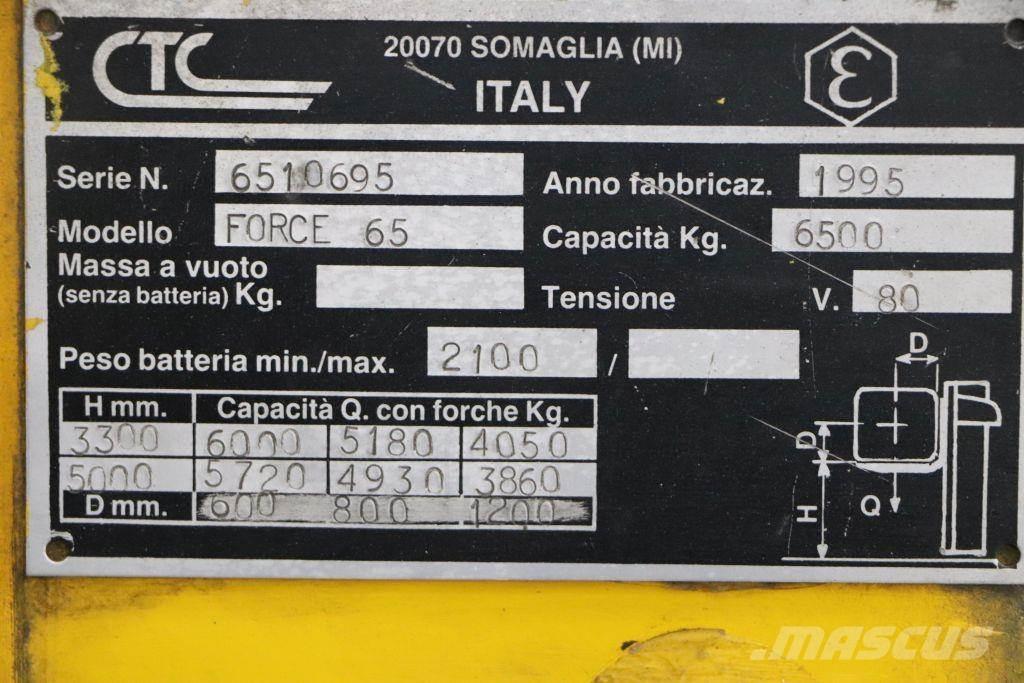 CTC
20070 SOMAGLIA (MI)
ITALY
ε
Serie N. 6510695
Anno fabbricaz. 1995
Modello FORCE 65
Capacità Kg. 6500
Massa a vuoto
(senza batteria) Kg.
Tensione V. 80
Peso batteria min./max. 2100 /
H mm. Capacità Q. con forche Kg.
3300 6000 5180 4050
5000 5720 4930 3860
D mm. 600 800 1200
D
D
H
Q
MASCUS